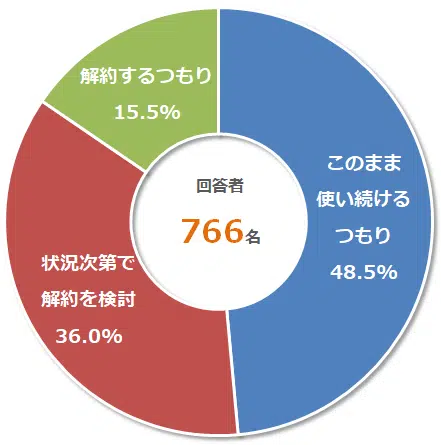 解約するつもり
15.5%
このまま
使い続ける
つもり
48.5%
回答者
766名
状況次第で
解約を検討
36.0%